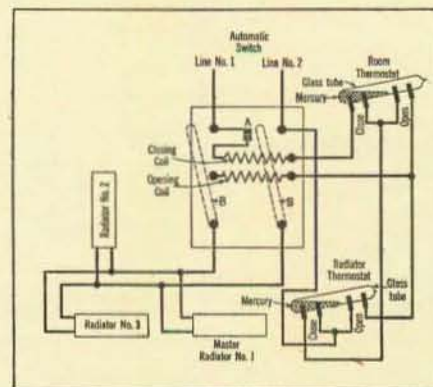 Automatic
Switch
Line No. 1
Line No. 2
Room
Thermostat
Glass tube
Mercury
Close
Open
A
Closing
Coil
Opening
Coil
B
B
Radiator No. 2
Radiator
Thermostat
Glass
tube
Mercury
Close
Open
Radiator No. 3
Master
Radiator No. 1